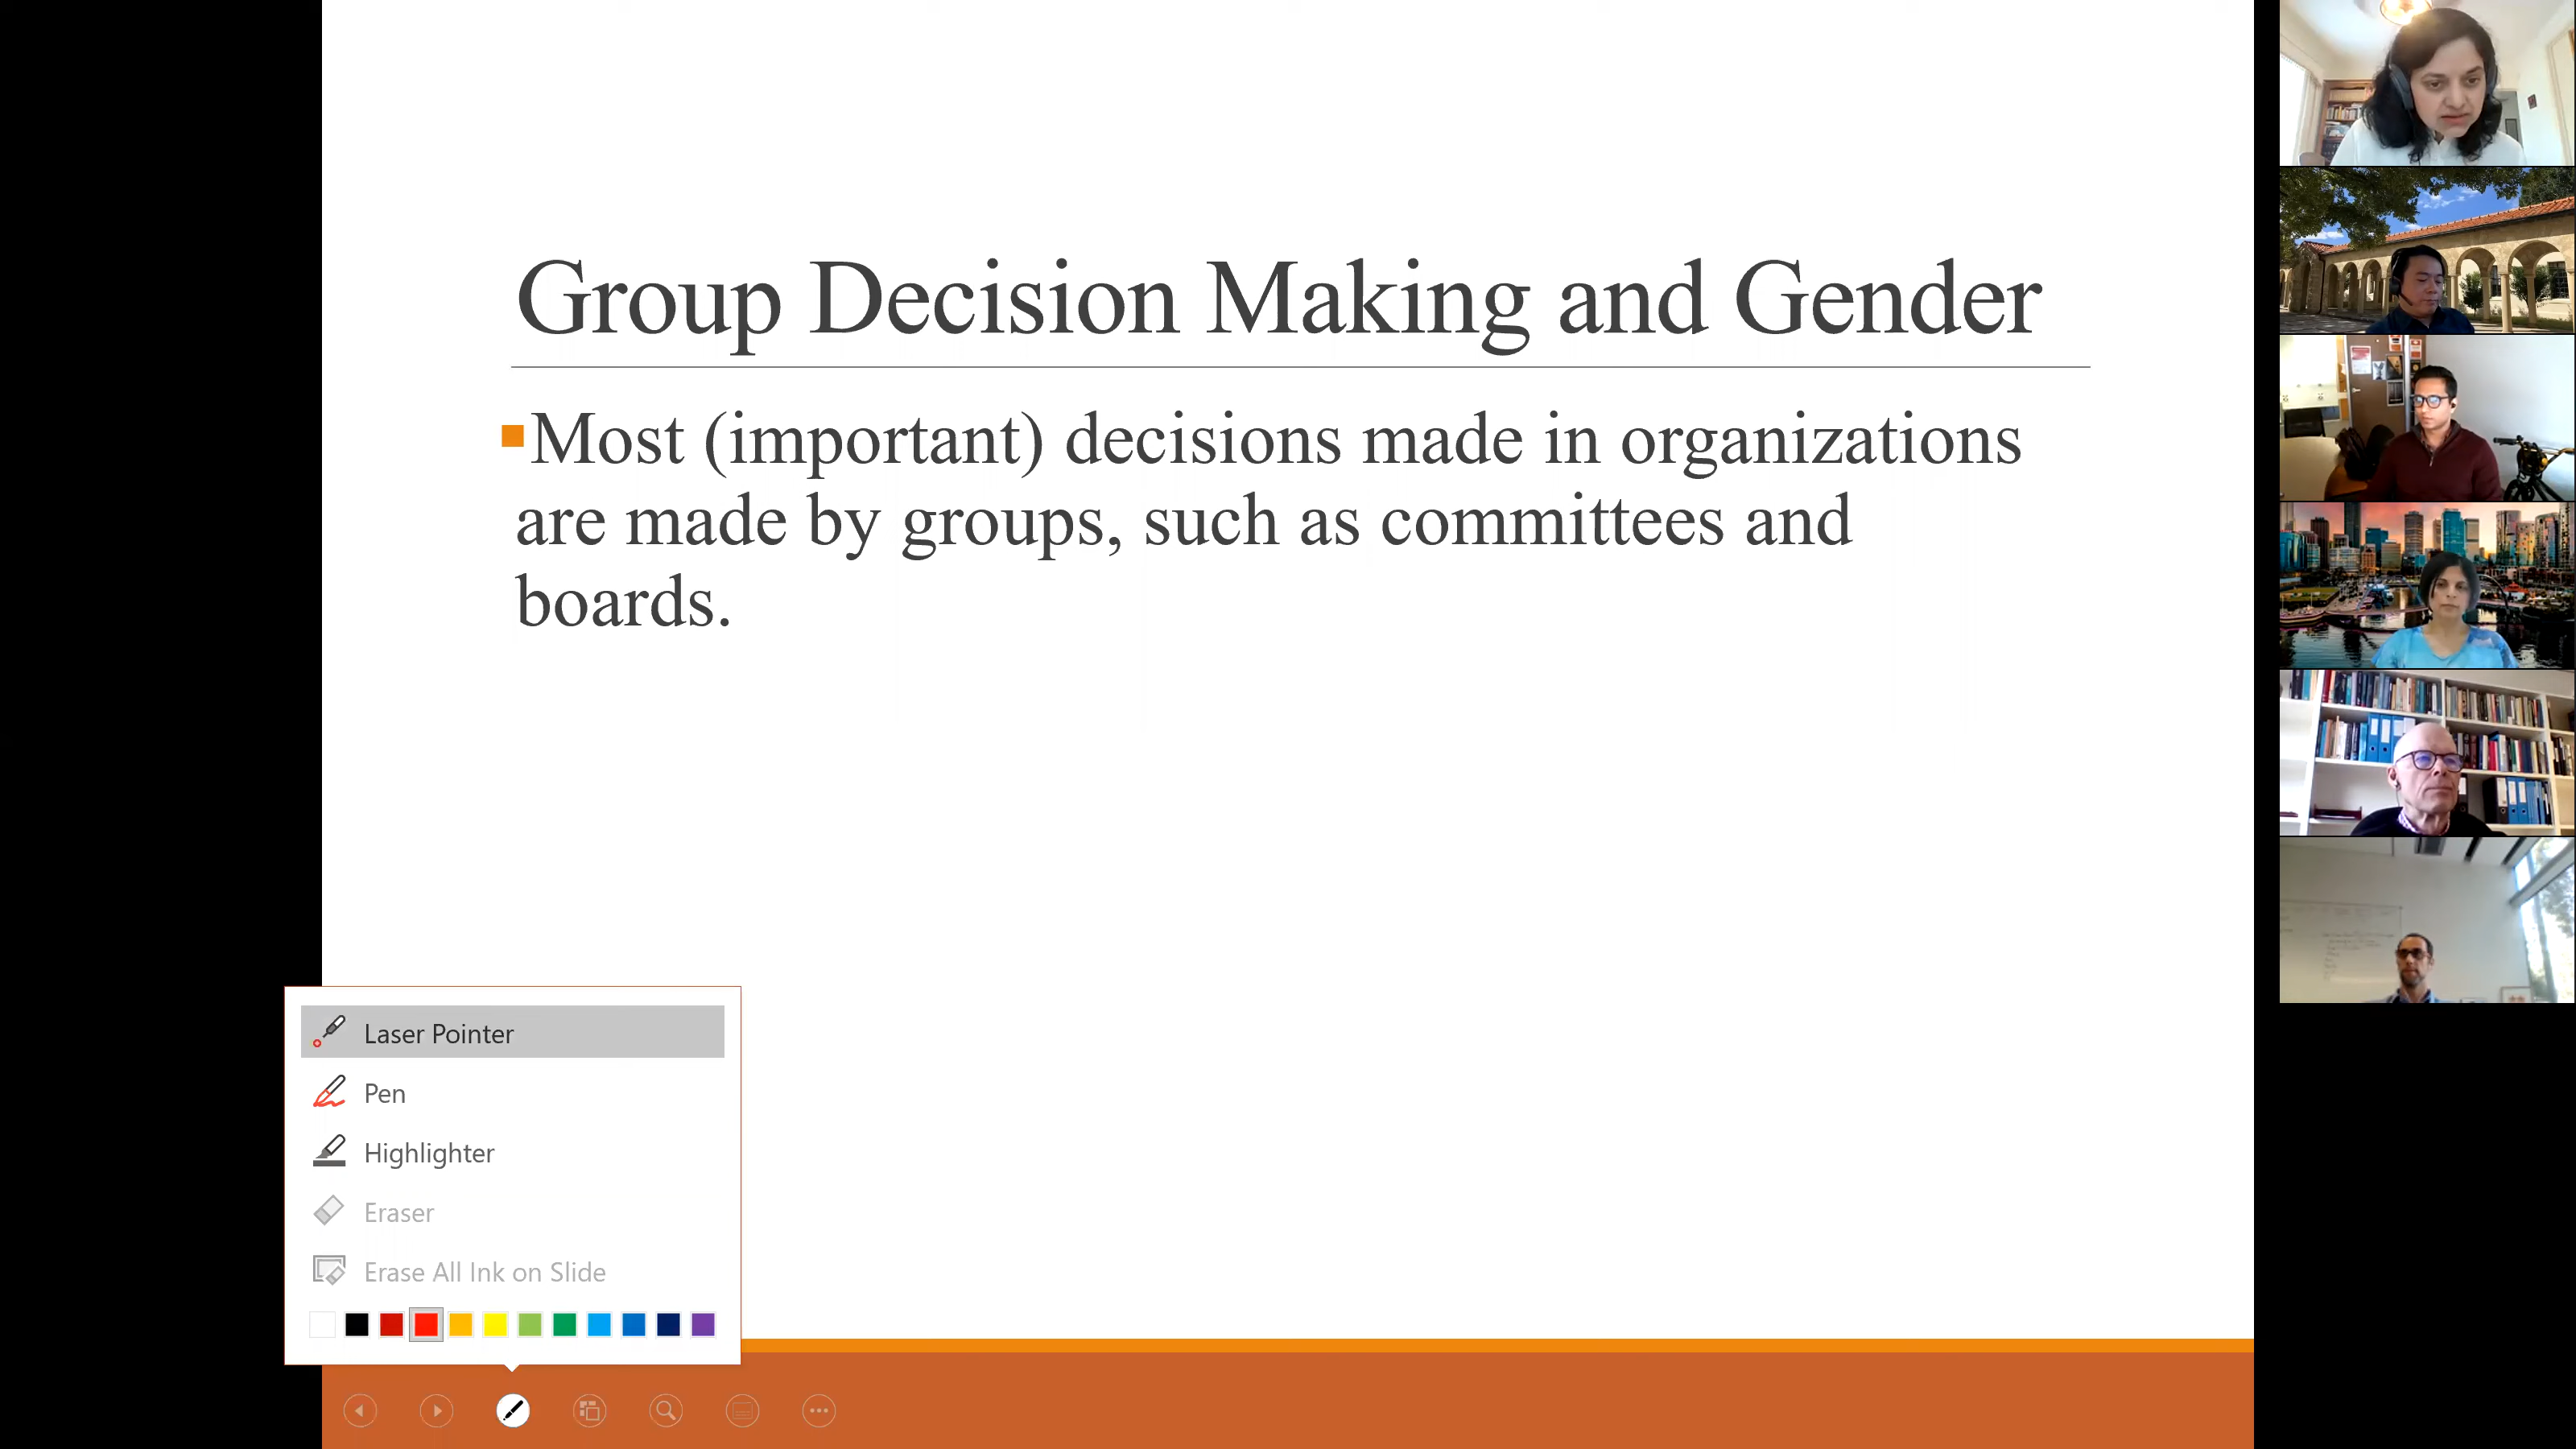 Group Decision Making and Gender
Most (important) decisions made in organizations
are made by groups, such as committees and
boards.
Laser Pointer
Pen
Highlighter
Eraser
Erase All Ink on Slide